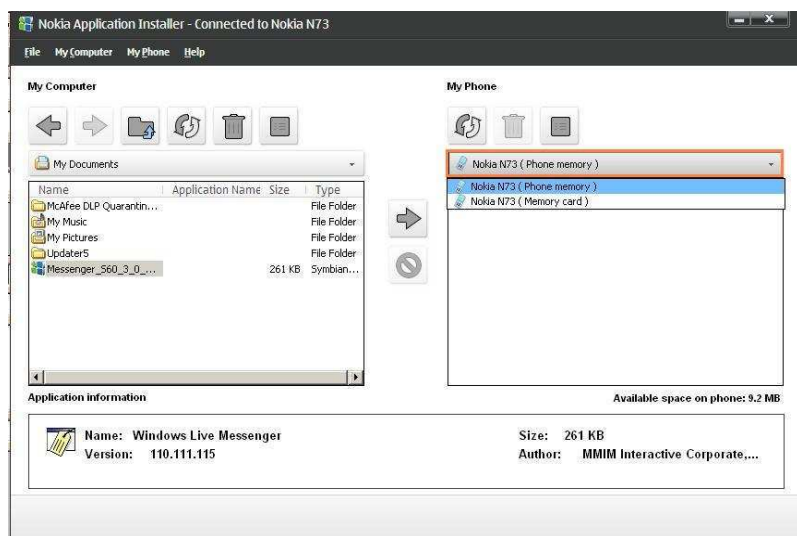 Nokia Application Installer - Connected to Nokia N73
File My Computer My Phone Help
My Computer
My Phone
My Documents
Nokia N73 ( Phone memory )
Name Application Name Size Type
Nokia N73 ( Phone memory )
Nokia N73 ( Memory card )
McAfee DLP Quarantin... File Folder
My Music File Folder
My Pictures File Folder
Updater5 File Folder
Messenger_S60_3_0_... 261 KB Symbian...
Application information
Available space on phone: 9.2 MB
Name: Windows Live Messenger
Size: 261 KB
Version: 110.111.115
Author: MMIM Interactive Corporate,...